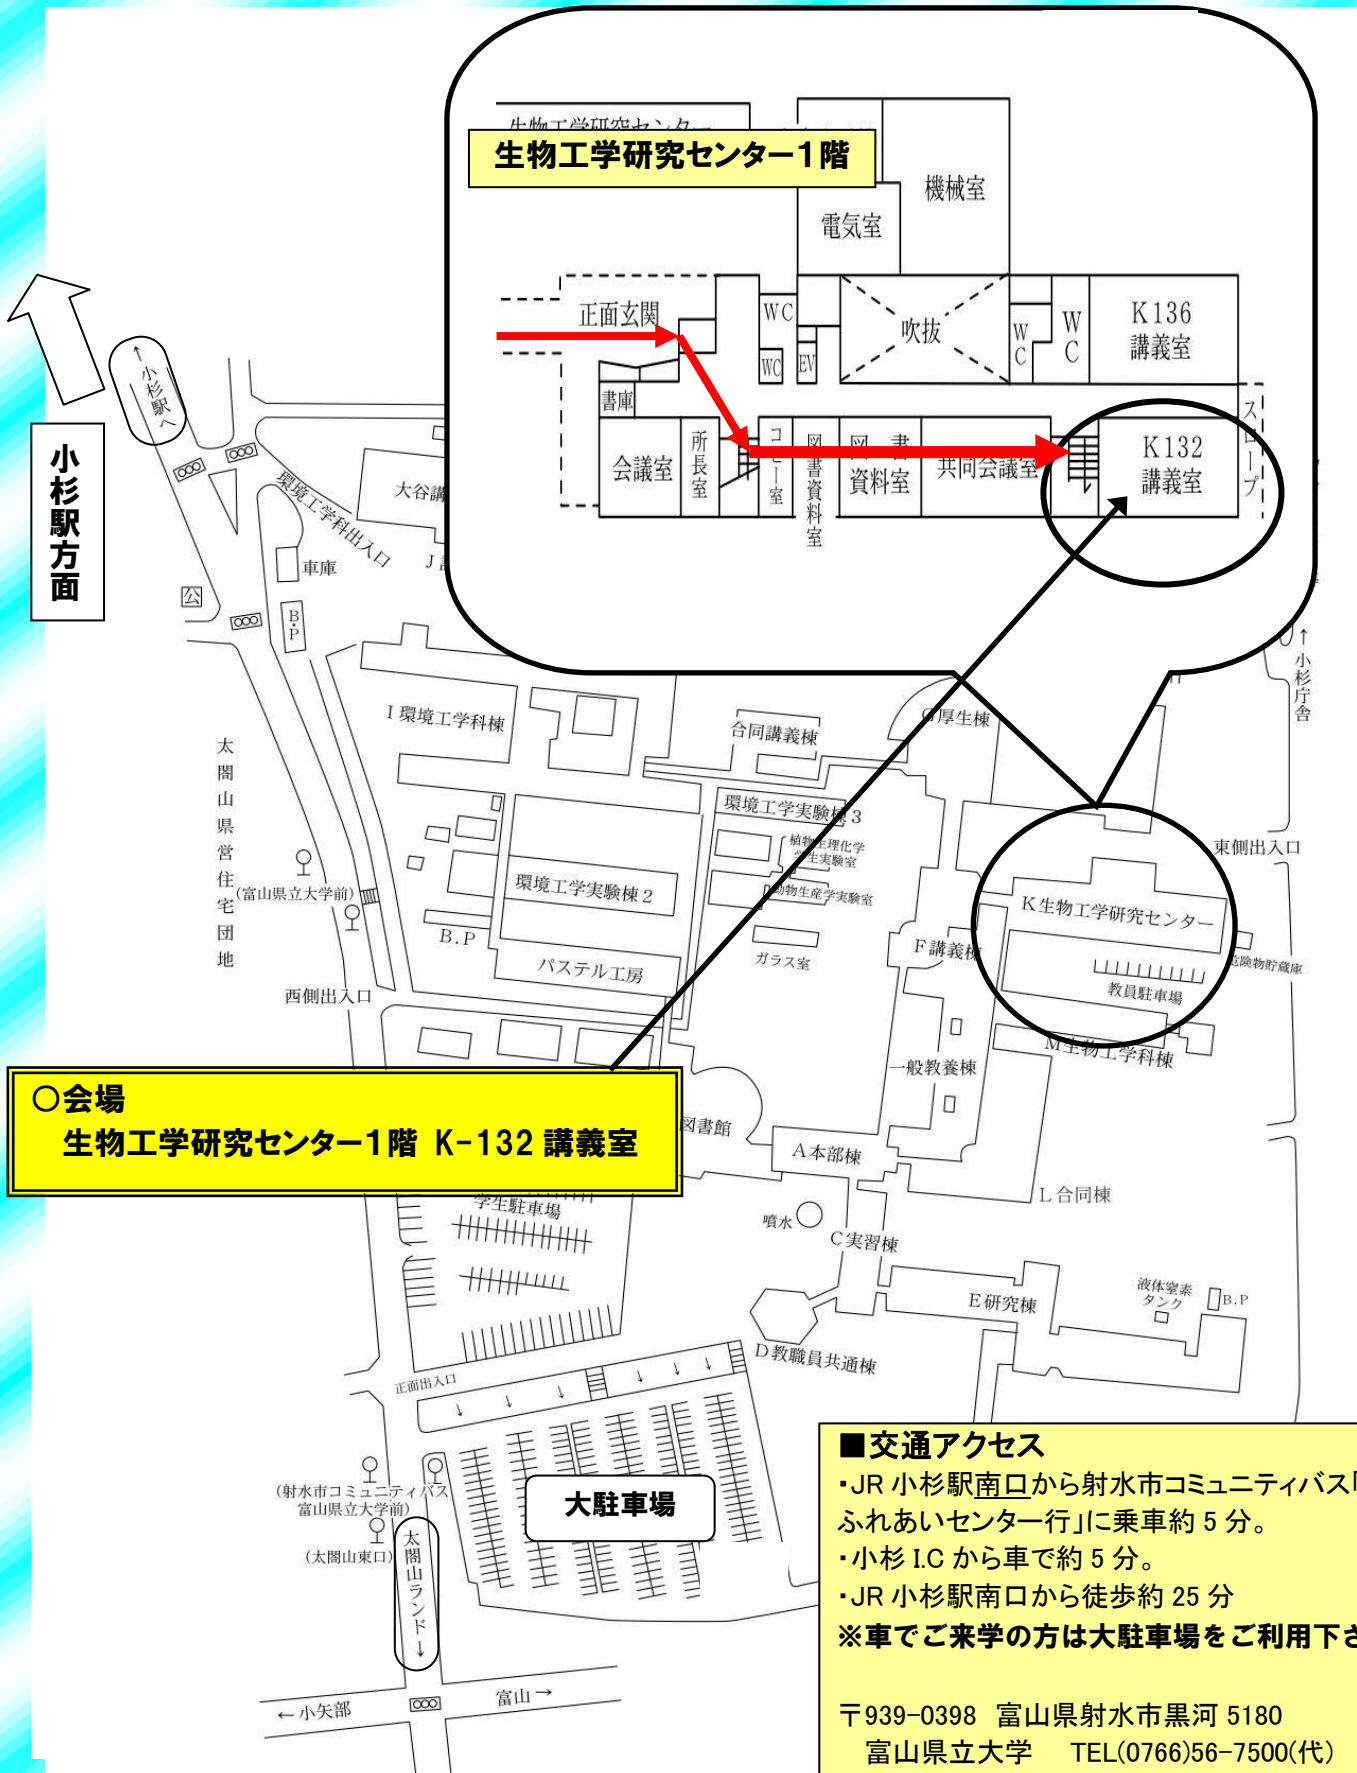 生物工学研究センター1階
機械室
電気室
正面玄関
WC
WC
EV
吹抜
WC
WC
K136
講義室
書庫
会議室
所長室
コピー室
図書資料室
図 書
資料室
共同会議室
K132
講義室
スロープ
小杉駅方面
↑小杉駅へ
環境工学科出入口
大谷講
J
車庫
公
B.P
↑小杉庁舎
I環境工学科棟
合同講義棟
G厚生棟
太閤山県営住宅団地
環境工学実験棟3
植物生理化学
学生実験室
動物生産学実験室
環境工学実験棟2
(富山県立大学前)
B.P
パステル工房
ガラス室
F講義棟
K生物工学研究センター
東側出入口
危険物貯蔵庫
教員駐車場
西側出入口
M生物工学科棟
一般教養棟
○会場
生物工学研究センター1階 K-132 講義室
図書館
A本部棟
L合同棟
学生駐車場
噴水
C実習棟
E研究棟
液体窒素
タンク
B.P
D教職員共通棟
正面出入口
(射水市コミュニティバス
富山県立大学前)
(太閤山東口)
太閤山ランド↓
大駐車場
←小矢部
富山→
■交通アクセス
・JR 小杉駅南口から射水市コミュニティバス「
ふれあいセンター行」に乗車約 5 分。
・小杉 I.C から車で約 5 分。
・JR 小杉駅南口から徒歩約 25 分
※車でご来学の方は大駐車場をご利用下さ
〒939-0398 富山県射水市黒河 5180
富山県立大学 TEL(0766)56-7500(代)